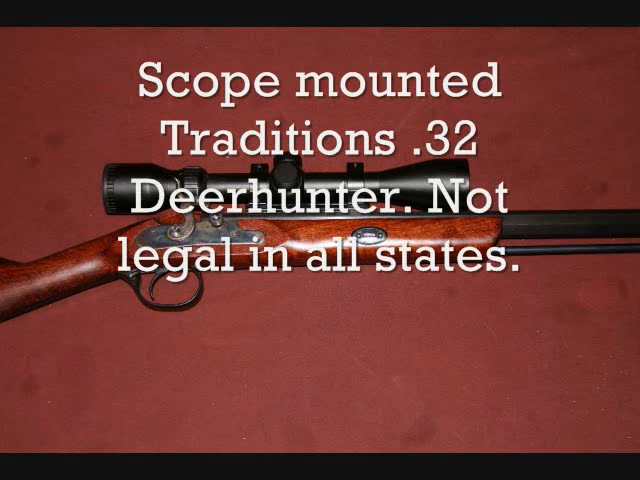 Scope mounted
Traditions .32
Deerhunter. Not
legal in all states.